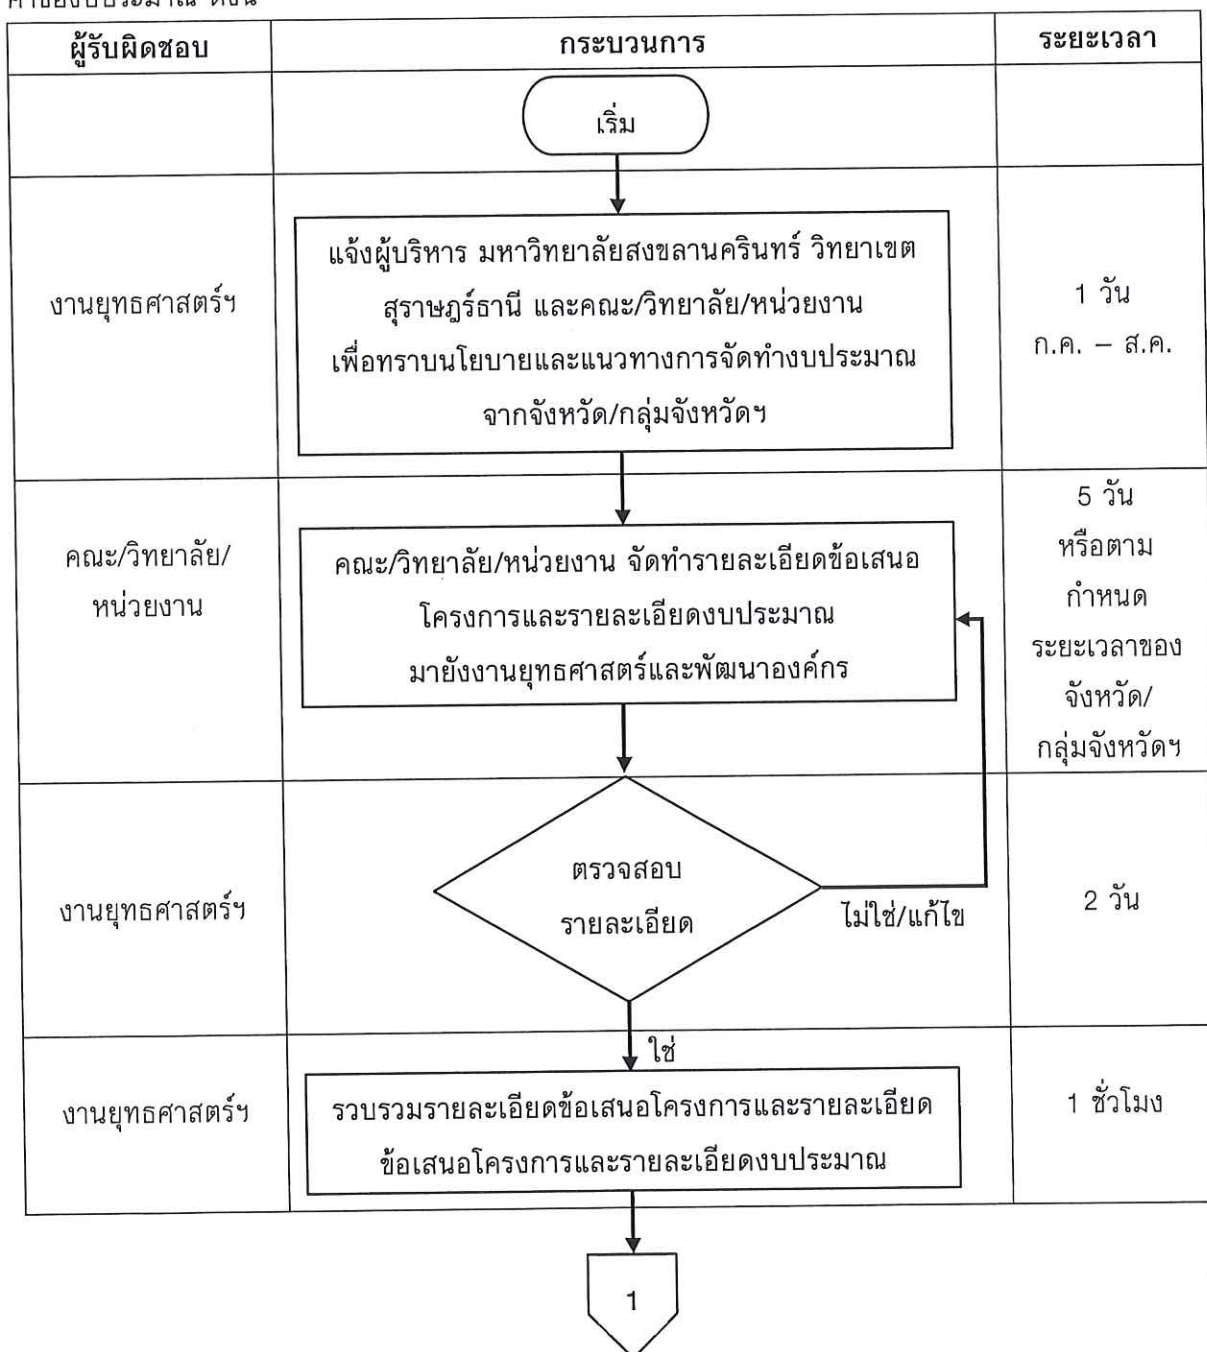 ผู้รับผิดชอบ กระบวนการ ระยะเวลา
เริ่ม
งานยุทธศาสตร์ฯ
แจ้งผู้บริหาร มหาวิทยาลัยสงขลานครินทร์ วิทยาเขต
สุราษฎร์ธานี และคณะ/วิทยาลัย/หน่วยงาน
เพื่อทราบนโยบายและแนวทางการจัดทำงบประมาณ
จากจังหวัด/กลุ่มจังหวัดฯ
1 วัน
ก.ค. – ส.ค.
คณะ/วิทยาลัย/
หน่วยงาน
คณะ/วิทยาลัย/หน่วยงาน จัดทำรายละเอียดข้อเสนอ
โครงการและรายละเอียดงบประมาณ
มายังงานยุทธศาสตร์และพัฒนาองค์กร
5 วัน
หรือตาม
กำหนด
ระยะเวลาของ
จังหวัด/
กลุ่มจังหวัดฯ
งานยุทธศาสตร์ฯ
ตรวจสอบ
รายละเอียด
ไม่ใช่/แก้ไข
2 วัน
ใช่
งานยุทธศาสตร์ฯ
รวบรวมรายละเอียดข้อเสนอโครงการและรายละเอียด
ข้อเสนอโครงการและรายละเอียดงบประมาณ
1 ชั่วโมง
1